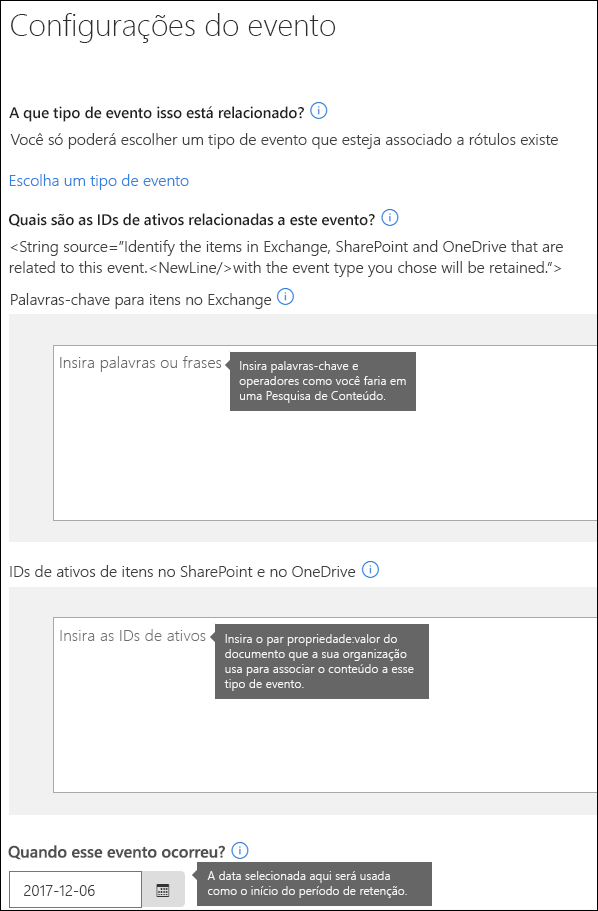 Configurações do evento
A que tipo de evento isso está relacionado?
Você só poderá escolher um tipo de evento que esteja associado a rótulos existe
Escolha um tipo de evento
Quais são as IDs de ativos relacionadas a este evento?
<String source=“Identify the items in Exchange, SharePoint and OneDrive that are
related to this event.<NewLine/>with the event type you chose will be retained.“>
Palavras-chave para itens no Exchange
Insira palavras ou frases
Insira palavras-chave e
operadores como você faria em
uma Pesquisa de Conteúdo.
IDs de ativos de itens no SharePoint e no OneDrive
Insira as IDs de ativos
Insira o par propriedade:valor do
documento que a sua organização
usa para associar o conteúdo a esse
tipo de evento.
Quando esse evento ocorreu?
2017-12-06
A data selecionada aqui será usada
como o início do período de retenção.